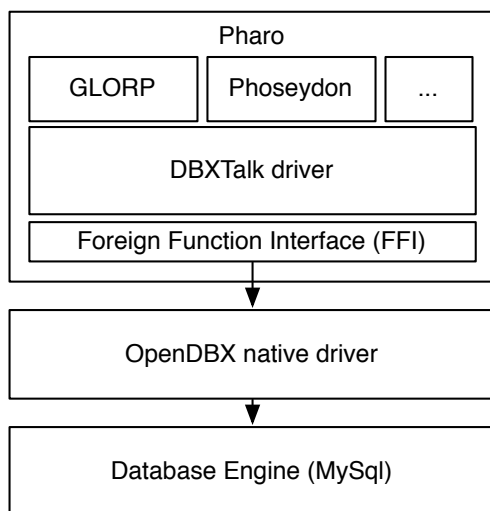 Pharo
GLORP
Phoseydon
...
DBXTalk driver
Foreign Function Interface (FFI)
OpenDBX native driver
Database Engine (MySql)